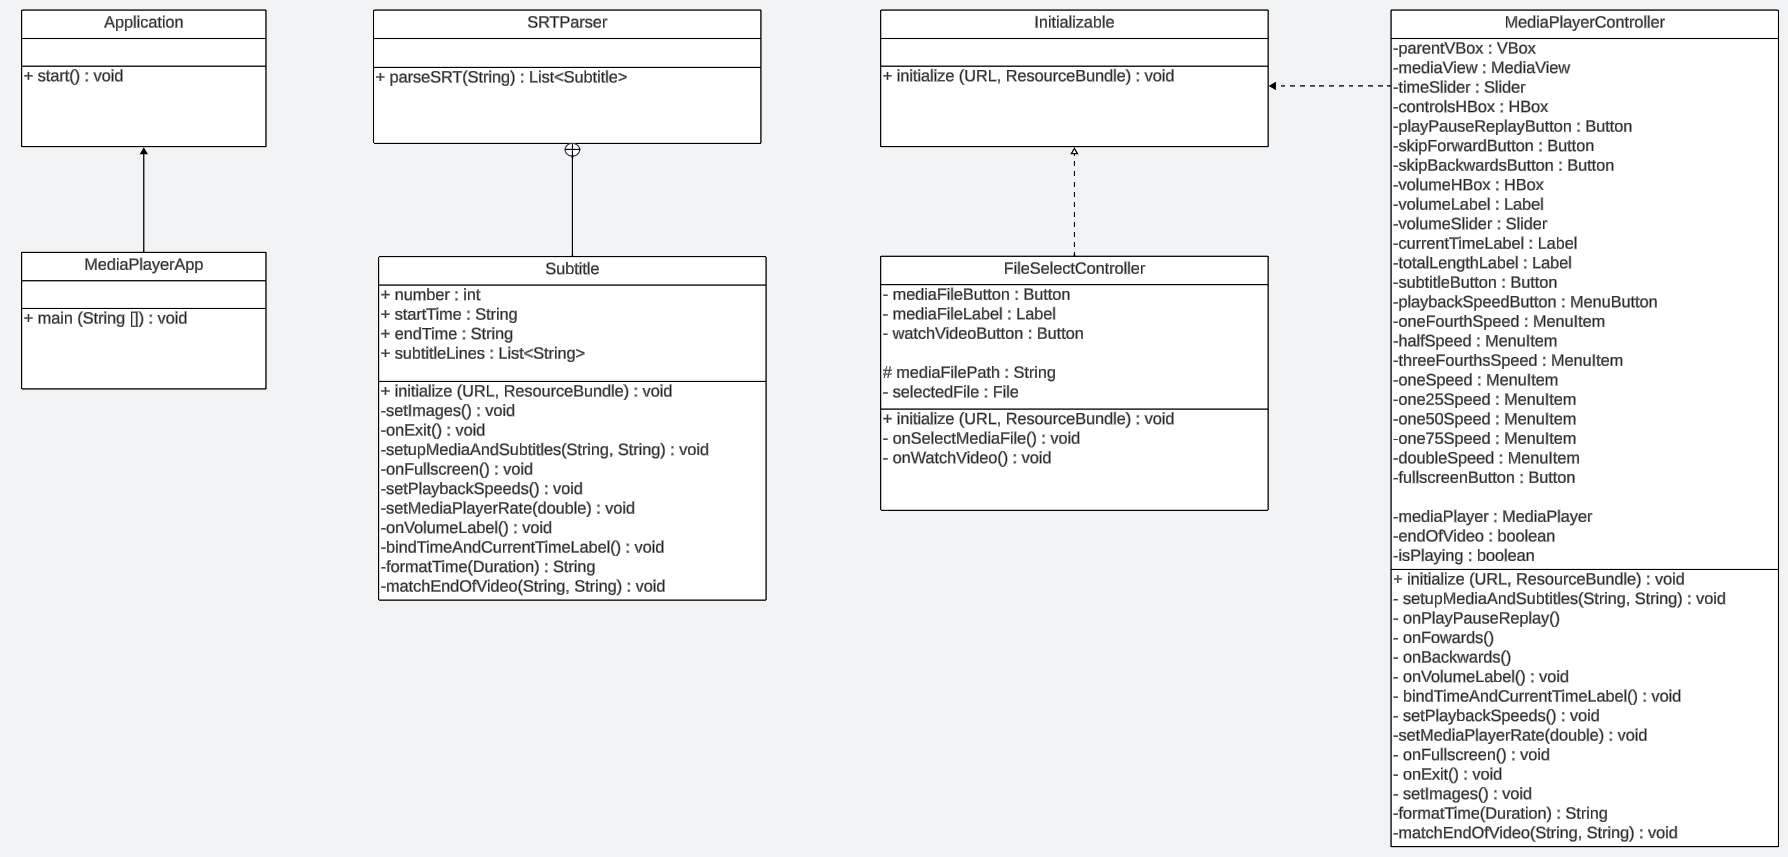 Application
+ start() : void
MediaPlayerApp
+ main (String []) : void
SRTParser
+ parseSRT(String) : List<Subtitle>
Subtitle
+ number : int
+ startTime : String
+ endTime : String
+ subtitleLines : List<String>
+ initialize (URL, ResourceBundle) : void
-setImages() : void
-onExit() : void
-setupMediaAndSubtitles(String, String) : void
-onFullscreen() : void
-setPlaybackSpeeds() : void
-setMediaPlayerRate(double) : void
-onVolumeLabel() : void
-bindTimeAndCurrentTimeLabel() : void
-formatTime(Duration) : String
-matchEndOfVideo(String, String) : void
Initializable
+ initialize (URL, ResourceBundle) : void
FileSelectController
- mediaFileButton : Button
- mediaFileLabel : Label
- watchVideoButton : Button
# mediaFilePath : String
- selectedFile : File
+ initialize (URL, ResourceBundle) : void
- onSelectMediaFile() : void
- onWatchVideo() : void
MediaPlayerController
-parentVBox : VBox
-mediaView : MediaView
-timeSlider : Slider
-controlsHBox : HBox
-playPauseReplayButton : Button
-skipForwardButton : Button
-skipBackwardsButton : Button
-volumeHBox : HBox
-volumeLabel : Label
-volumeSlider : Slider
-currentTimeLabel : Label
-totalLengthLabel : Label
-subtitleButton : Button
-playbackSpeedButton : MenuButton
-oneFourthSpeed : MenuItem
-halfSpeed : MenuItem
-threeFourthsSpeed : MenuItem
-oneSpeed : MenuItem
-one25Speed : MenuItem
-one50Speed : MenuItem
-one75Speed : MenuItem
-doubleSpeed : MenuItem
-fullscreenButton : Button
-mediaPlayer : MediaPlayer
-endOfVideo : boolean
-isPlaying : boolean
+ initialize (URL, ResourceBundle) : void
- setupMediaAndSubtitles(String, String) : void
- onPlayPauseReplay()
- onFowards()
- onBackwards()
- onVolumeLabel() : void
- bindTimeAndCurrentTimeLabel() : void
- setPlaybackSpeeds() : void
-setMediaPlayerRate(double) : void
- onFullscreen() : void
- onExit() : void
- setImages() : void
-formatTime(Duration) : String
-matchEndOfVideo(String, String) : void